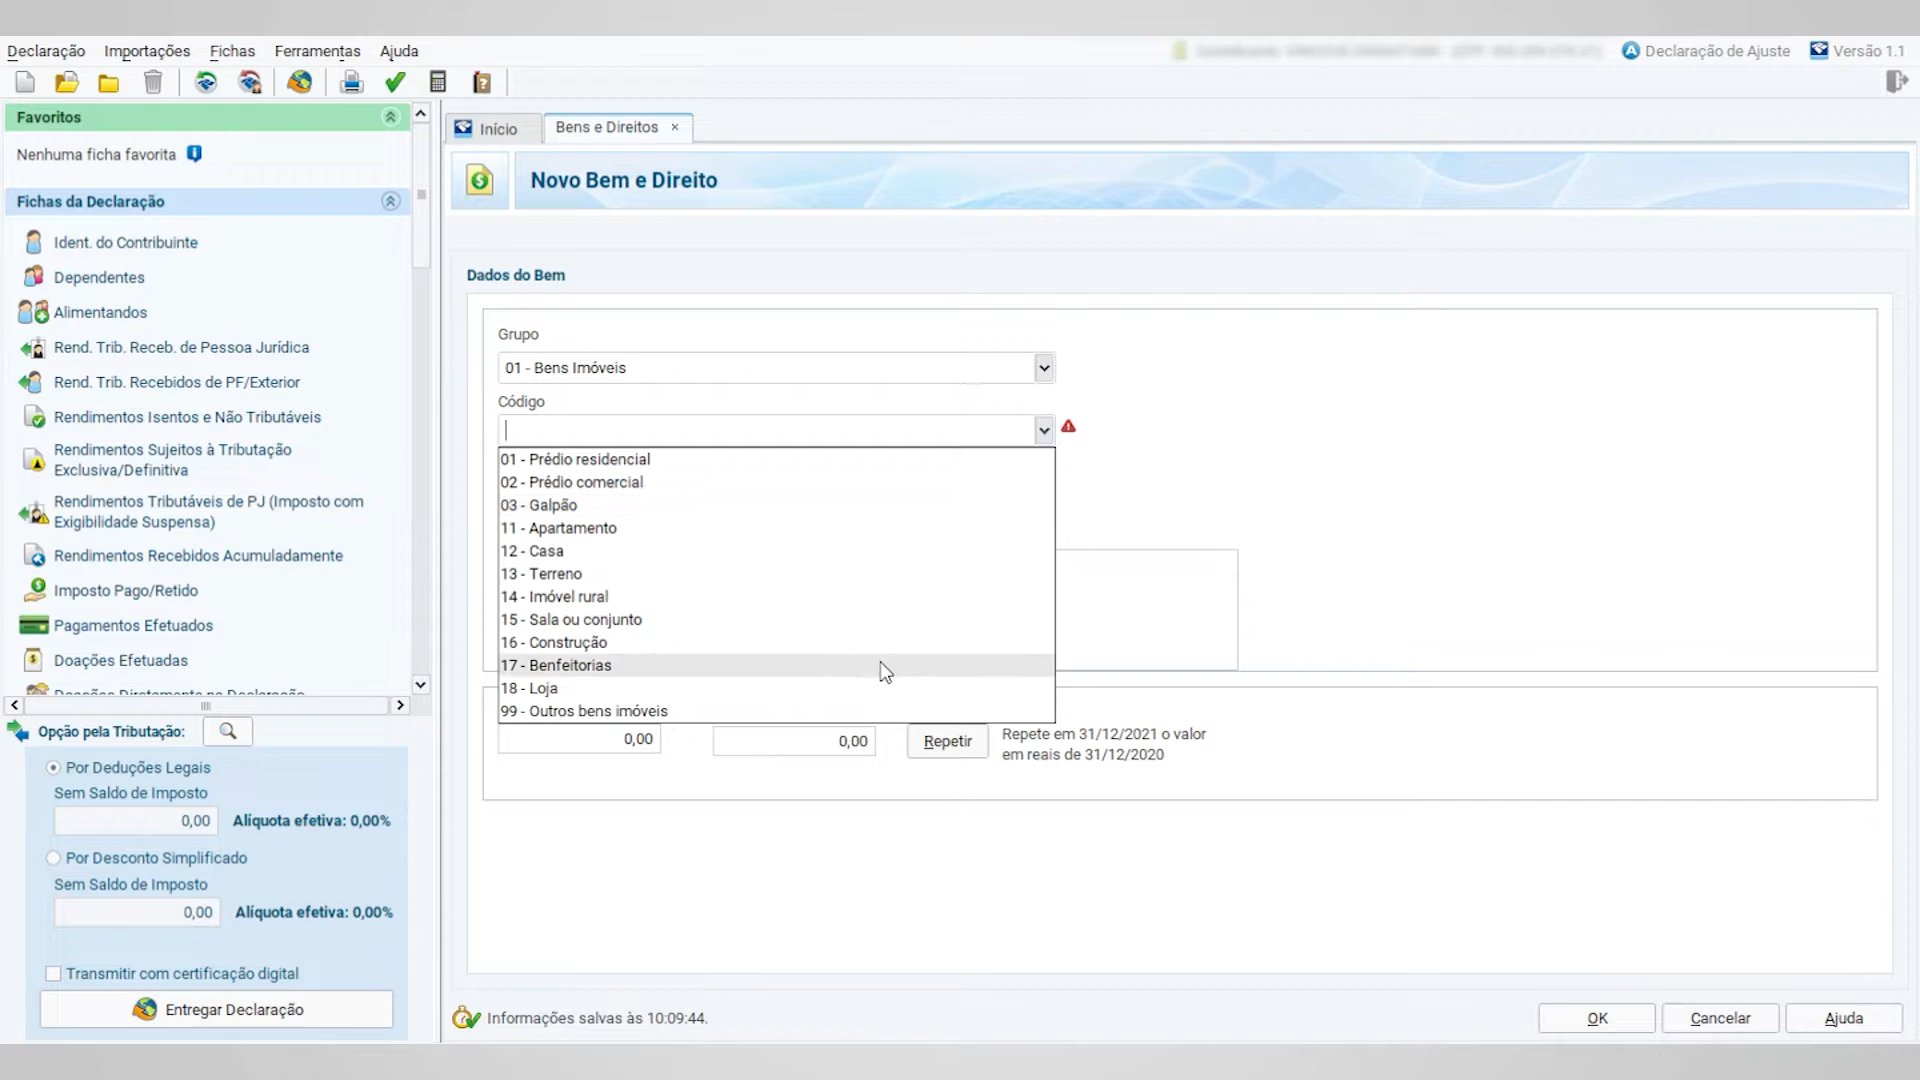 Declaração Importações Fichas Ferramentas Ajuda
Declaração de Ajuste Versão 1.1
Favoritos
Nenhuma ficha favorita
Fichas da Declaração
Ident. do Contribuinte
Dependentes
Alimentandos
Rend. Trib. Receb. de Pessoa Jurídica
Rend. Trib. Recebidos de PF/Exterior
Rendimentos Isentos e Não Tributáveis
Rendimentos Sujeitos à Tributação
Exclusiva/Definitiva
Rendimentos Tributáveis de PJ (Imposto com
Exigibilidade Suspensa)
Rendimentos Recebidos Acumuladamente
Imposto Pago/Retido
Pagamentos Efetuados
Doações Efetuadas
Doações Diretamente na Declaração
Opção pela Tributação:
Por Deduções Legais
Sem Saldo de Imposto
0,00 Alíquota efetiva: 0,00%
Por Desconto Simplificado
Sem Saldo de Imposto
0,00 Alíquota efetiva: 0,00%
Transmitir com certificação digital
Entregar Declaração
Início Bens e Direitos ×
Novo Bem e Direito
Dados do Bem
Grupo
01 - Bens Imóveis
Código
01 - Prédio residencial
02 - Prédio comercial
03 - Galpão
11 - Apartamento
12 - Casa
13 - Terreno
14 - Imóvel rural
15 - Sala ou conjunto
16 - Construção
17 - Benfeitorias
18 - Loja
99 - Outros bens imóveis
0,00 0,00 Repetir Repete em 31/12/2021 o valor
em reais de 31/12/2020
Informações salvas às 10:09:44.
OK Cancelar Ajuda